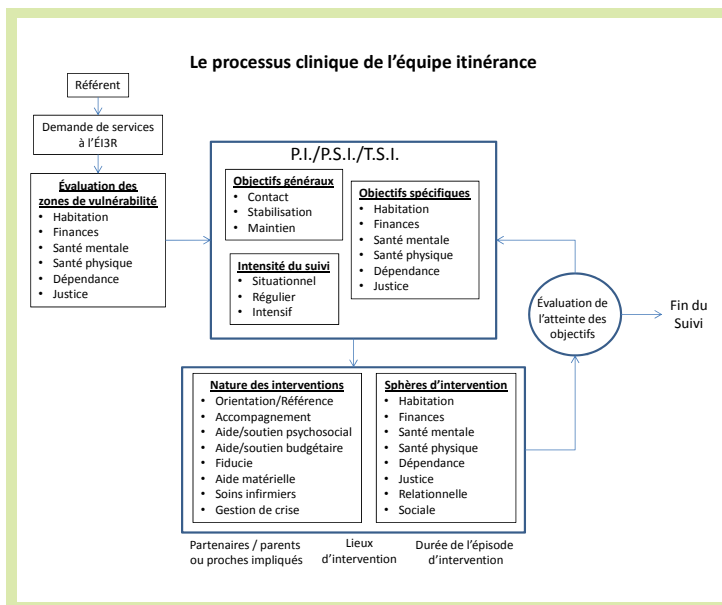 Le processus clinique de l'équipe itinérance
Référent
Demande de services
à l'ÉI3R
Évaluation des
zones de vulnérabilité
• Habitation
• Finances
• Santé mentale
• Santé physique
• Dépendance
• Justice
P.I./P.S.I./T.S.I.
Objectifs généraux
• Contact
• Stabilisation
• Maintien
Intensité du suivi
• Situationnel
• Régulier
• Intensif
Objectifs spécifiques
• Habitation
• Finances
• Santé mentale
• Santé physique
• Dépendance
• Justice
Évaluation de
l'atteinte des
objectifs
Fin du
Suivi
Nature des interventions
• Orientation/Référence
• Accompagnement
• Aide/soutien psychosocial
• Aide/soutien budgétaire
• Fiducie
• Aide matérielle
• Soins infirmiers
• Gestion de crise
Sphères d'intervention
• Habitation
• Finances
• Santé mentale
• Santé physique
• Dépendance
• Justice
• Relationnelle
• Sociale
Partenaires / parents
ou proches impliqués
Lieux
d'intervention
Durée de l'épisode
d'intervention